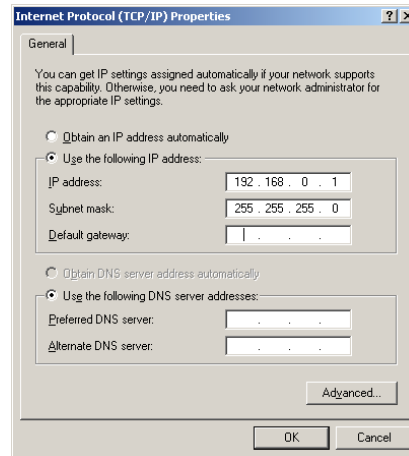 Internet Protocol (TCP/IP) Properties
General
You can get IP settings assigned automatically if your network supports
this capability. Otherwise, you need to ask your network administrator for
the appropriate IP settings.
Obtain an IP address automatically
Use the following IP address:
IP address: 192 . 168 . 0 . 1
Subnet mask: 255 . 255 . 255 . 0
Default gateway: . . .
Obtain DNS server address automatically
Use the following DNS server addresses:
Preferred DNS server: . . .
Alternate DNS server: . . .
Advanced...
OK Cancel